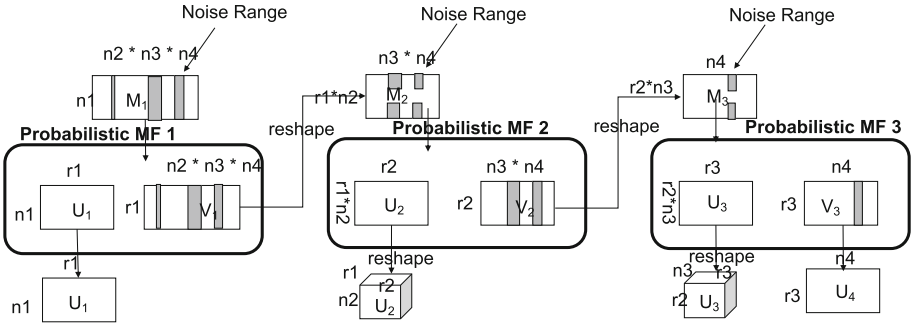 Noise Range
Noise Range
Noise Range
n2 * n3 * n4
n3 * n4
n4
n1
M1
r1*n2
M2
r2*n3
M3
reshape
reshape
Probabilistic MF 1
Probabilistic MF 2
Probabilistic MF 3
r1
n2 * n3 * n4
r2
n3 * n4
r3
n4
n1
U1
r1
V1
r1*n2
U2
r2
V2
r2*n3
U3
r3
V3
r1
reshape
reshape
n1
U1
r1
r2
n2
U2
n3
r3
r2
U3
n4
r3
U4